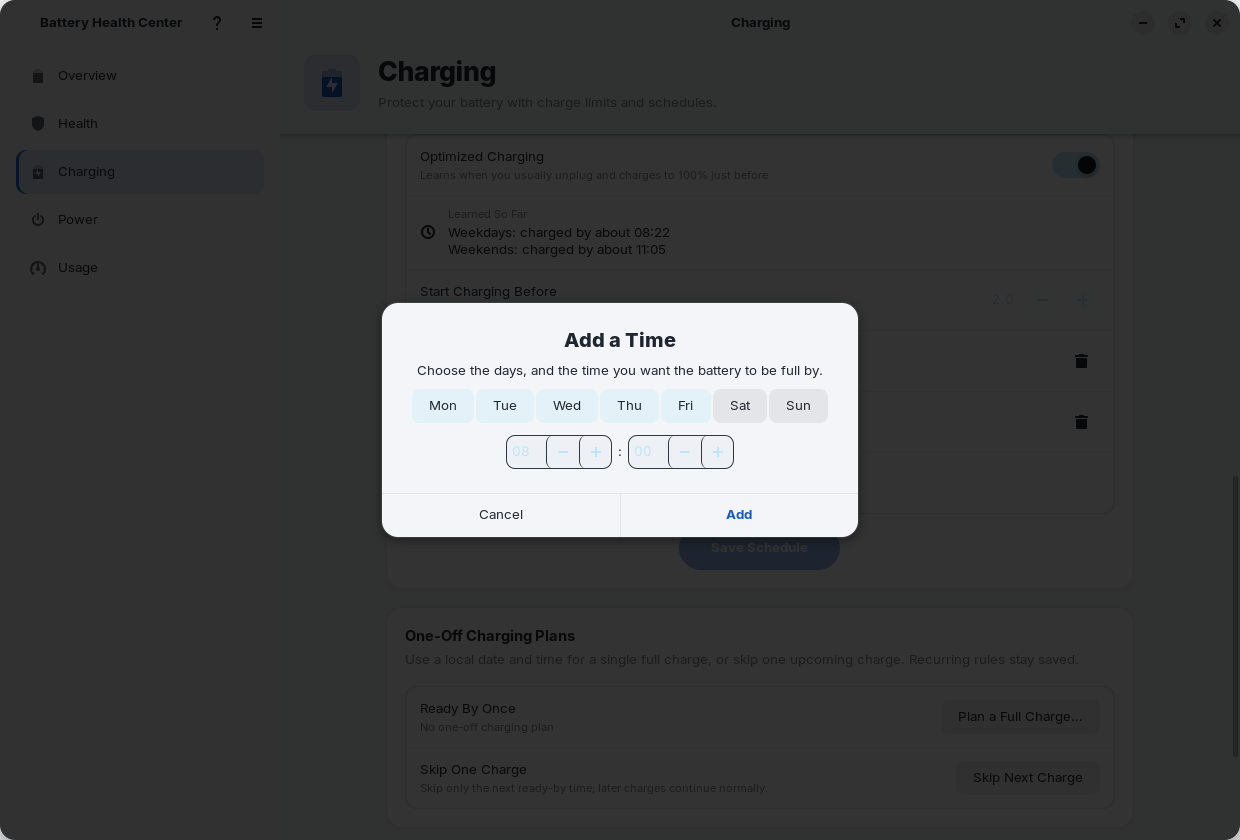 Battery Health Center
?
Charging
Overview
Health
Charging
Power
Usage
Charging
Protect your battery with charge limits and schedules.
Optimized Charging
Learns when you usually unplug and charges to 100% just before
Learned So Far
Weekdays: charged by about 08:22
Weekends: charged by about 11:05
Start Charging Before
2.0 − +
Add a Time
Choose the days, and the time you want the battery to be full by.
Mon Tue Wed Thu Fri Sat Sun
08 − + : 00 − +
Cancel Add
Save Schedule
One-Off Charging Plans
Use a local date and time for a single full charge, or skip one upcoming charge. Recurring rules stay saved.
Ready By Once
No one-off charging plan
Plan a Full Charge...
Skip One Charge
Skip only the next ready-by time; later charges continue normally.
Skip Next Charge